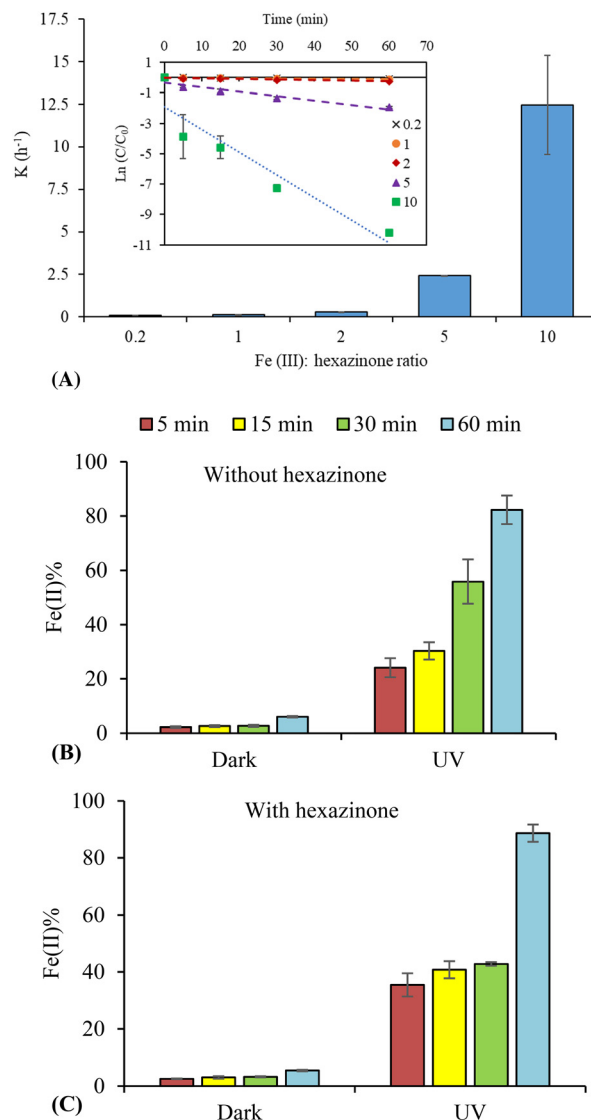 Time (min)
0 10 20 30 40 50 60 70
17.5
15
12.5
10
7.5
5
2.5
0
K (h⁻¹)
1
-1
-3
-5
-7
-9
-11
Ln (C/C₀)
0.2
1
2
5
10
0.2 1 2 5 10
Fe (III): hexazinone ratio
(A)
5 min 15 min 30 min 60 min
Without hexazinone
100
80
60
40
20
0
Fe(II)%
Dark UV
(B)
With hexazinone
100
80
60
40
20
0
Fe(II)%
Dark UV
(C)